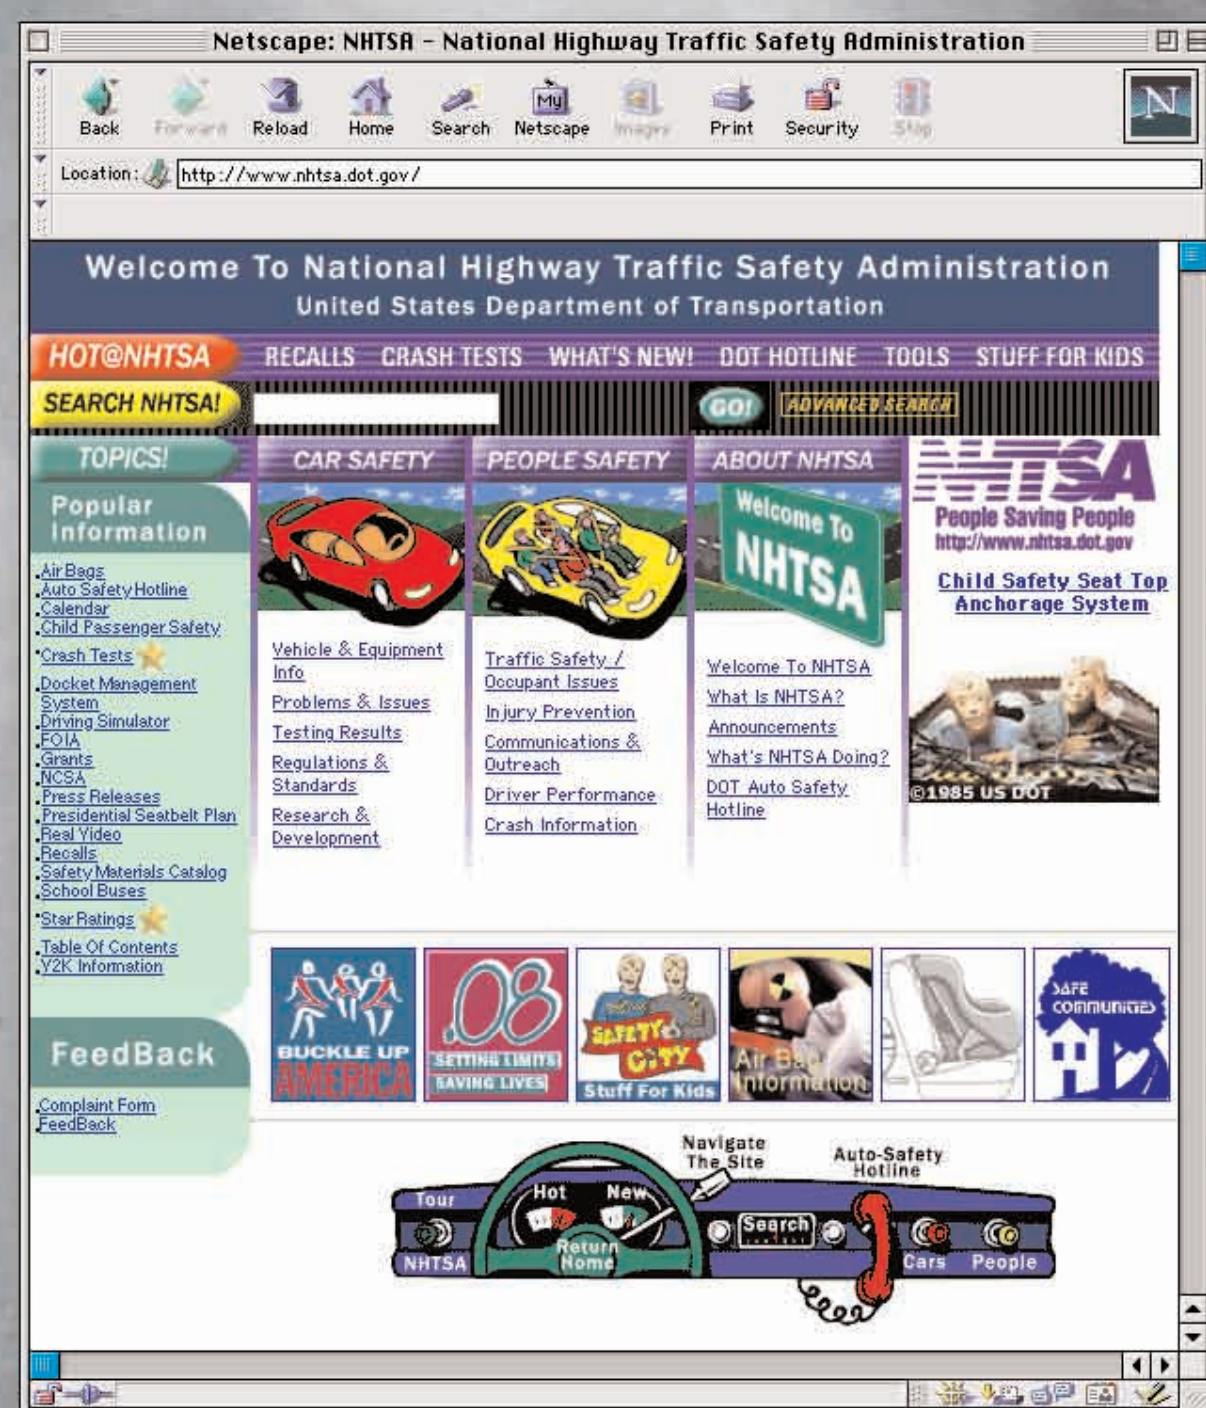 Netscape: NHTSA - National Highway Traffic Safety Administration
Back
Forward
Reload
Home
Search
My
Netscape
Images
Print
Security
Stop
N
Location: http://www.nhtsa.dot.gov/
Welcome To National Highway Traffic Safety Administration
United States Department of Transportation
HOT@NHTSA
RECALLS
CRASH TESTS
WHAT'S NEW!
DOT HOTLINE
TOOLS
STUFF FOR KIDS
SEARCH NHTSA!
GO!
ADVANCED SEARCH
TOPICS!
Popular
Information
Air Bags
Auto Safety Hotline
Calendar
Child Passenger Safety
Crash Tests
Docket Management
System
Driving Simulator
FOIA
Grants
NCSA
Press Releases
Presidential Seatbelt Plan
Real Video
Recalls
Safety Materials Catalog
School Buses
Star Ratings
Table Of Contents
Y2K Information
FeedBack
Complaint Form
FeedBack
CAR SAFETY
Vehicle & Equipment
Info
Problems & Issues
Testing Results
Regulations &
Standards
Research &
Development
PEOPLE SAFETY
Traffic Safety /
Occupant Issues
Injury Prevention
Communications &
Outreach
Driver Performance
Crash Information
ABOUT NHTSA
Welcome To
NHTSA
Welcome To NHTSA
What Is NHTSA?
Announcements
What's NHTSA Doing?
DOT Auto Safety
Hotline
NHTSA
People Saving People
http://www.nhtsa.dot.gov
Child Safety Seat Top
Anchorage System
©1985 US DOT
BUCKLE UP
AMERICA
.08
SETTING LIMITS
SAVING LIVES
SAFETY
CITY
Stuff For Kids
Air Bag
Information
SAFE
COMMUNITIES
Navigate
The Site
Auto-Safety
Hotline
Tour
NHTSA
Hot
New
Return
Home
Search
Cars
People